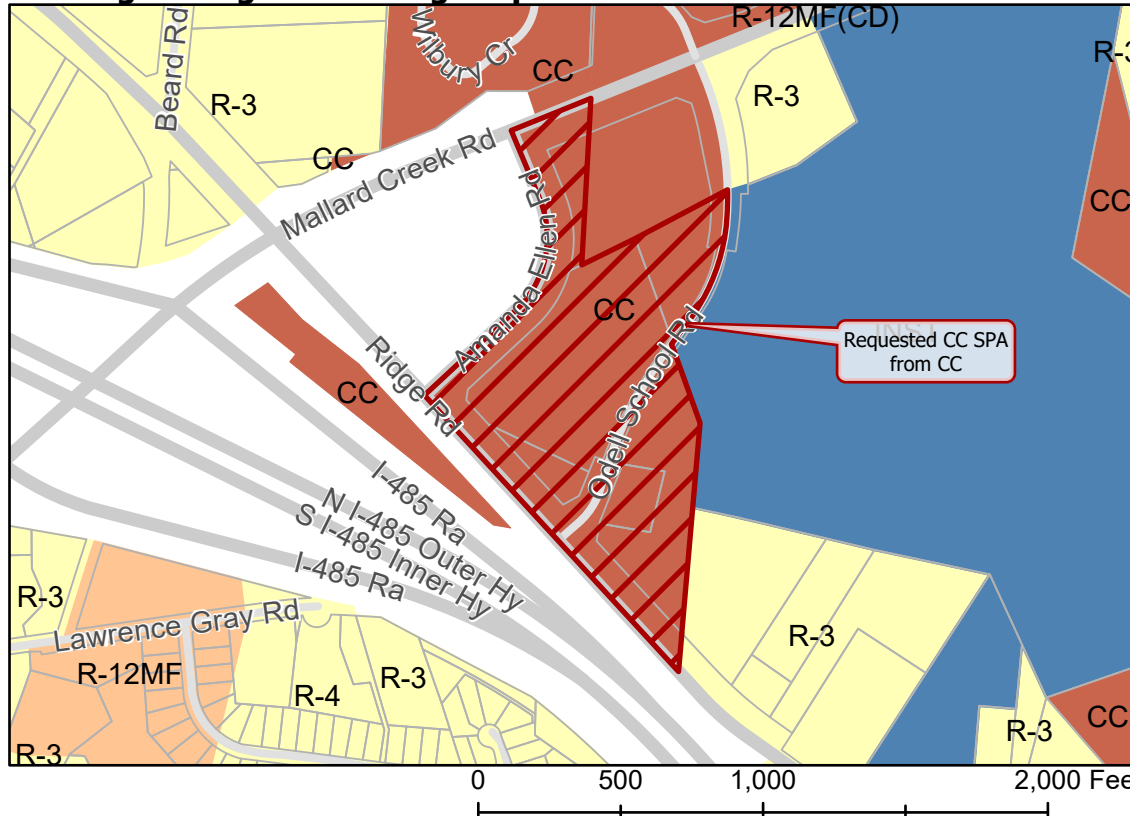 R-12MF(CD)
Wilbury Cr
Beard Rd
CC
R-3
R-3
R-3
CC
Mallard Creek Rd
Amanda Ellen Rd
CC
CC
Odell School Rd
Requested CC SPA
from CC
Ridge Rd
CC
I-485 Ra
N I-485 Outer Hy
S I-485 Inner Hy
I-485 Ra
R-3
Lawrence Gray Rd
R-12MF
R-4
R-3
R-3
R-3
R-3
CC
0 500 1,000 2,000 Fee